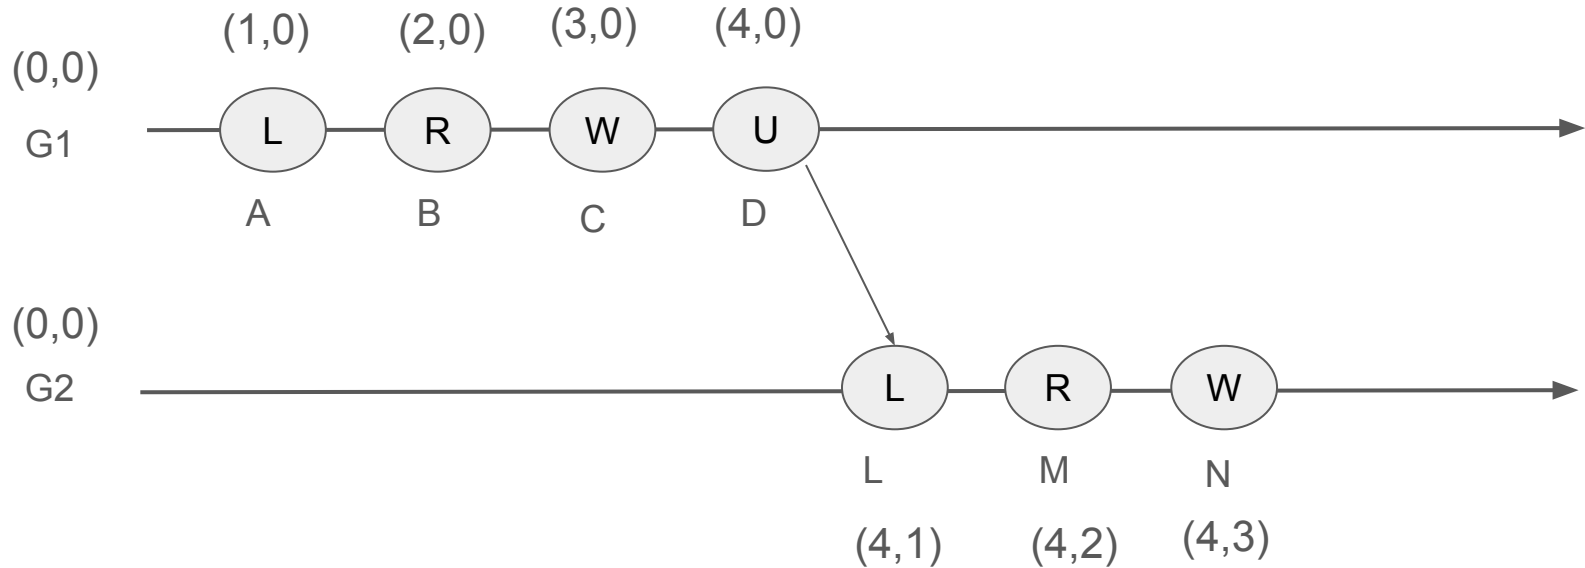 (1,0) (2,0) (3,0) (4,0)
(0,0)
L R W U
G1
A B C D
(0,0)
G2 L R W
L M N
(4,1) (4,2) (4,3)